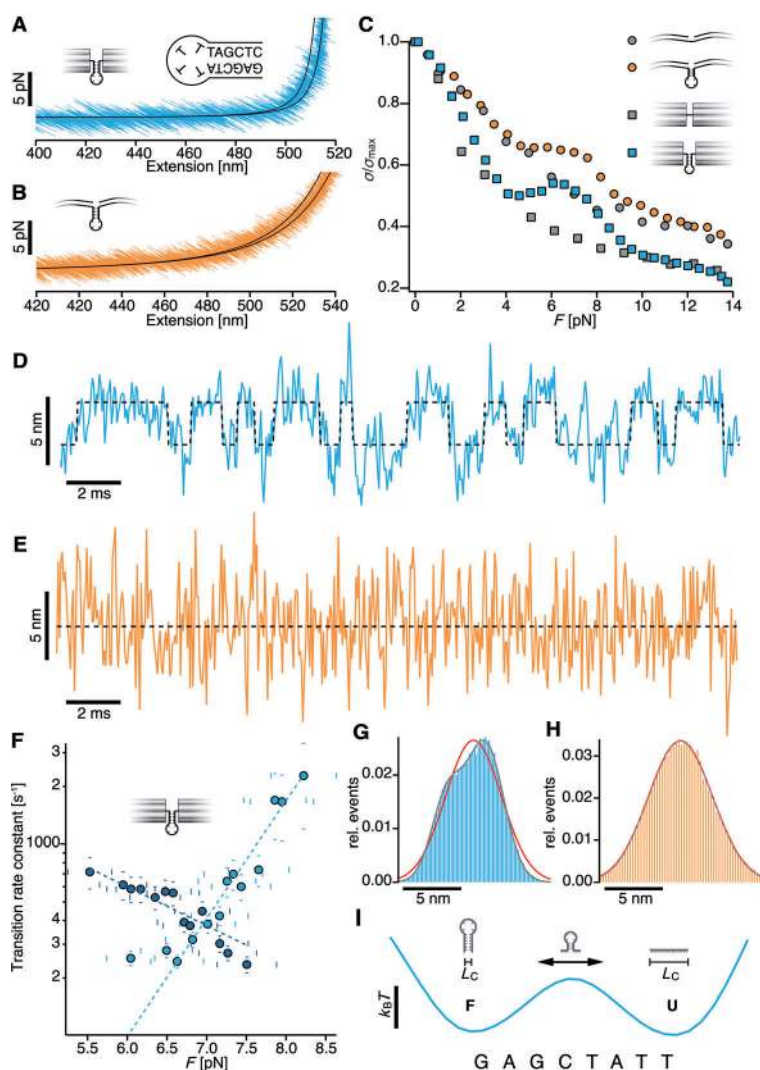 A
5 pN
TAGCTC
GAGCTA
400 420 440 460 480 500 520
Extension [nm]
B
5 pN
420 440 460 480 500 520 540
Extension [nm]
C
σ/σmax
1.0
0.8
0.6
0.4
0.2
0 2 4 6 8 10 12 14
F [pN]
D
5 nm
2 ms
E
5 nm
2 ms
F
Transition rate constant [s⁻¹]
3
2
1000
4
3
2
5.5 6.0 6.5 7.0 7.5 8.0 8.5
F [pN]
G
rel. events
0.02
0.01
0.00
5 nm
H
rel. events
0.03
0.02
0.01
0.00
5 nm
I
LC LC
F U
kBT
G A G C T A T T